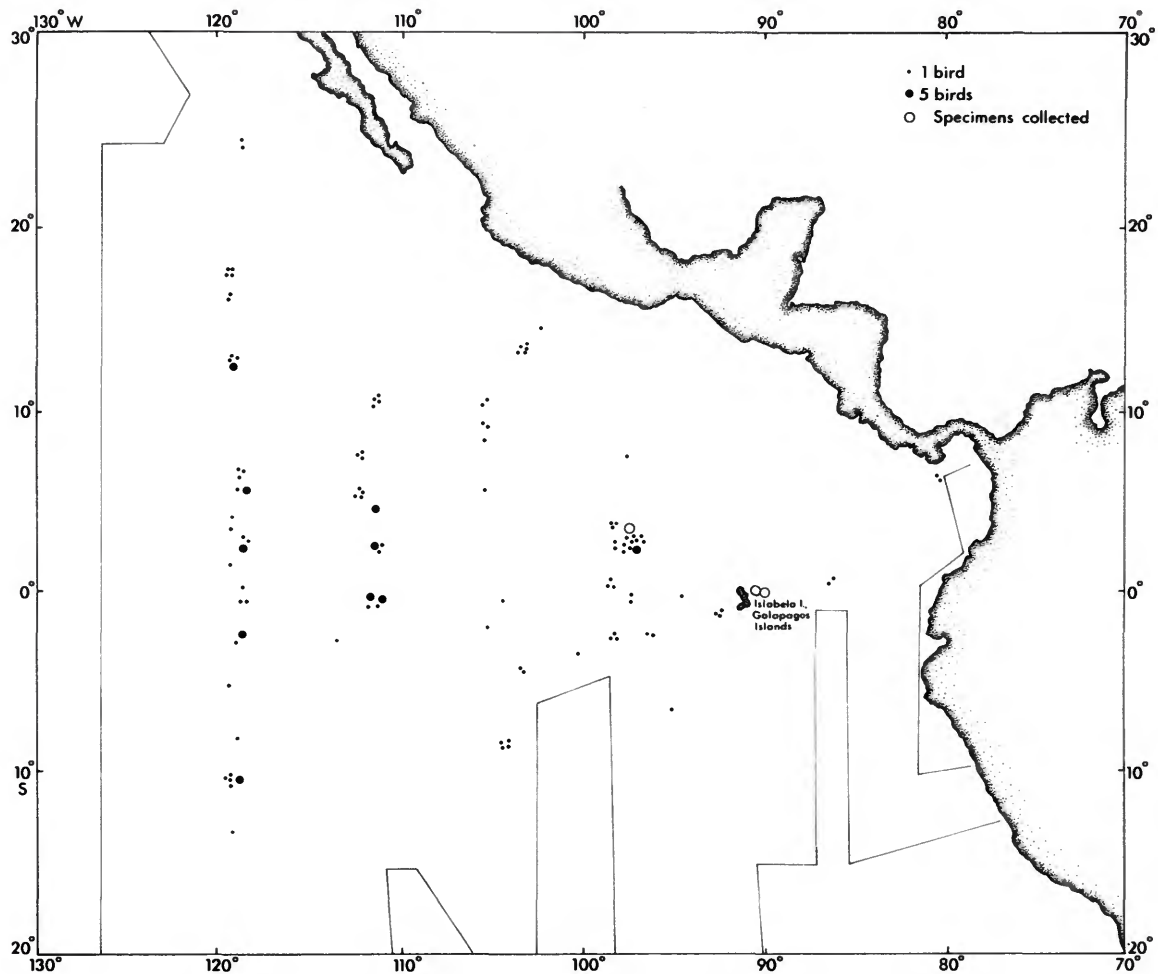 130° W 120° 110° 100° 90° 80° 70°
30° 30°
1 bird
5 birds
Specimens collected
20° 20°
10° 10°
0° 0°
Isabela I.,
Galapagos
Islands
10° 10°
S
20° 20°
130° 120° 110° 100° 90° 80° 70°